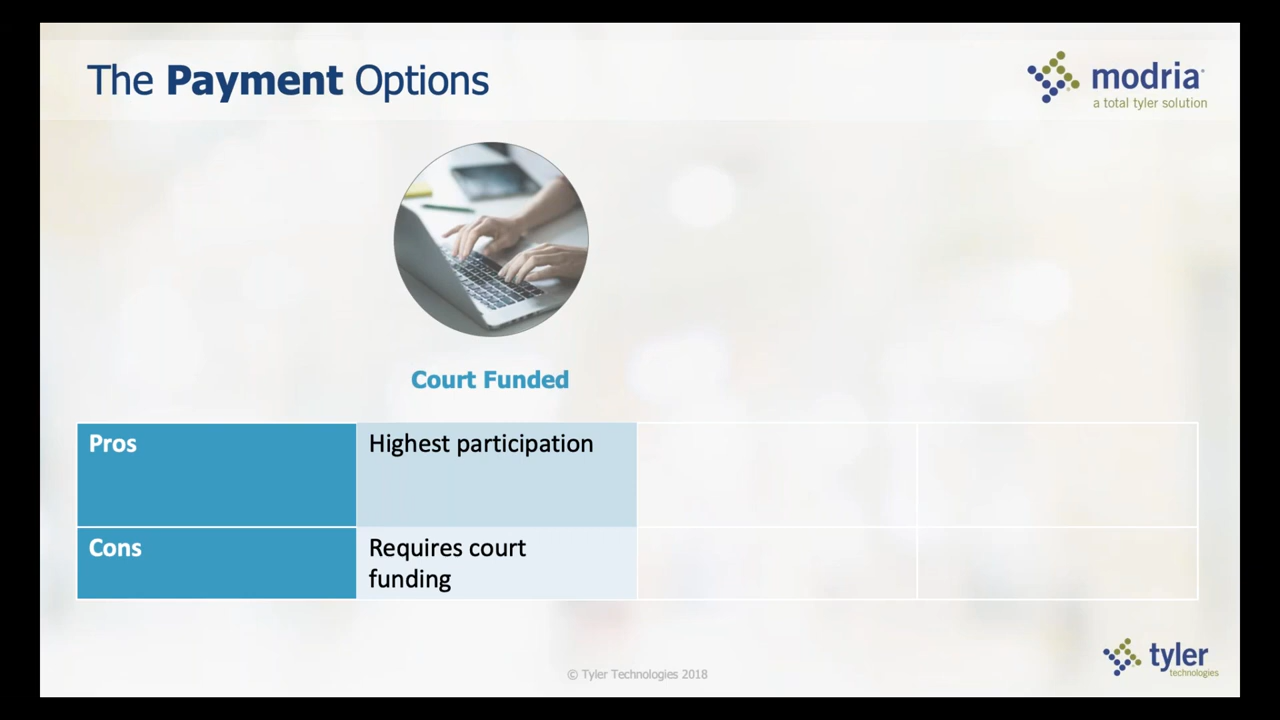 The Payment Options
modria
a total tyler solution
Court Funded
Pros
Highest participation
Cons
Requires court
funding
© Tyler Technologies 2018
tyler
technologies